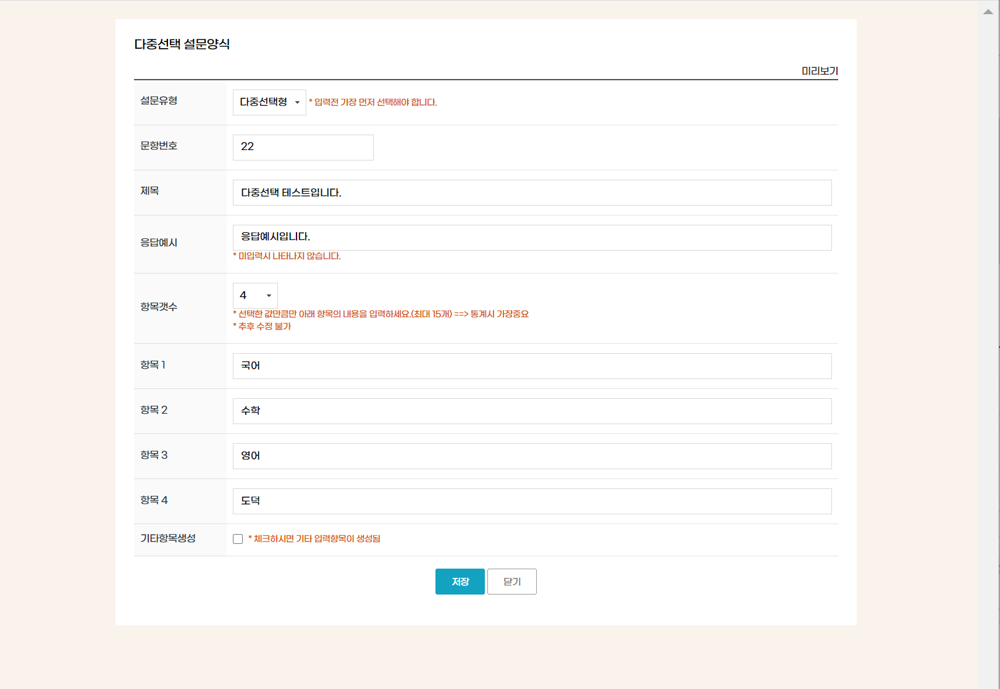 다중선택 설문양식
미리보기
설문유형
다중선택형 * 입력전 가장 먼저 선택해야 합니다.
문항번호
22
제목
다중선택 테스트입니다.
응답예시
응답예시입니다.
* 미입력시 나타나지 않습니다.
항목갯수
4
* 선택한 값만큼만 아래 항목의 내용을 입력하세요.(최대 15개) ==> 통계시 가장중요
* 추후 수정 불가
항목 1
국어
항목 2
수학
항목 3
영어
항목 4
도덕
기타항목생성
* 체크하시면 기타 입력항목이 생성됨
저장 닫기